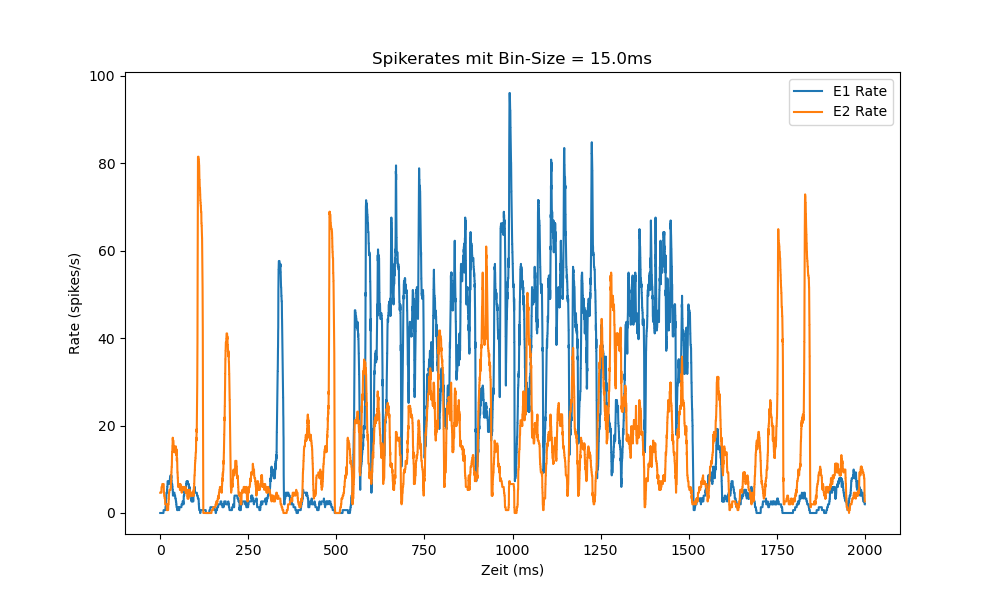 Spikerates mit Bin-Size = 15.0ms
E1 Rate
E2 Rate
Rate (spikes/s)
100
80
60
40
20
0
0 250 500 750 1000 1250 1500 1750 2000
Zeit (ms)